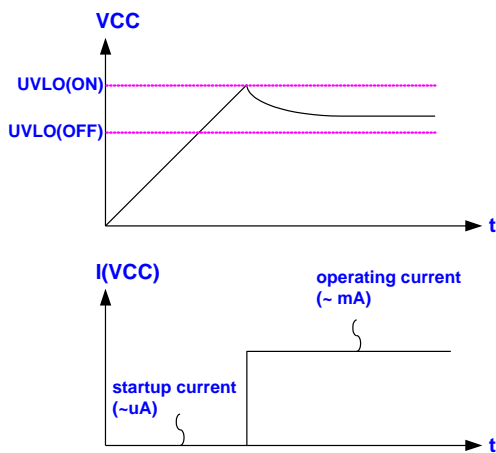 VCC
UVLO(ON)
UVLO(OFF)
t
I(VCC)
operating current
(~ mA)
startup current
(~uA)
t